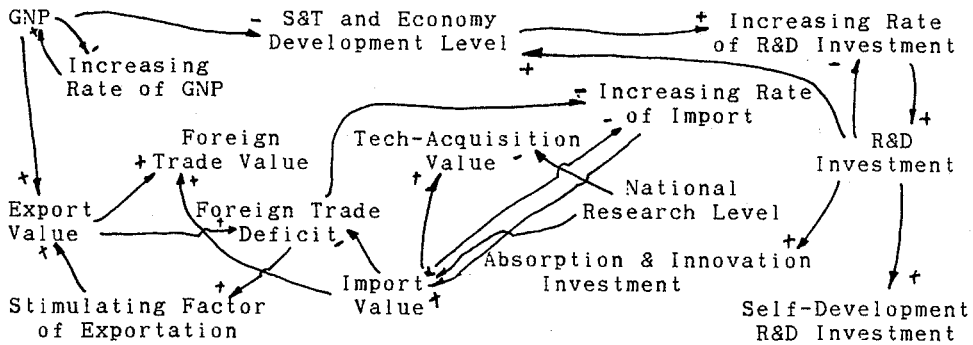 GNP
S&T and Economy
Development Level
Increasing Rate
of R&D Investment
Increasing
Rate of GNP
Increasing Rate
of Import
Foreign
Trade Value
Tech-Acquisition
Value
R&D
Investment
National
Research Level
Export
Value
Foreign Trade
Deficit
Absorption & Innovation
Investment
Import
Value
Stimulating Factor
of Exportation
Self-Development
R&D Investment